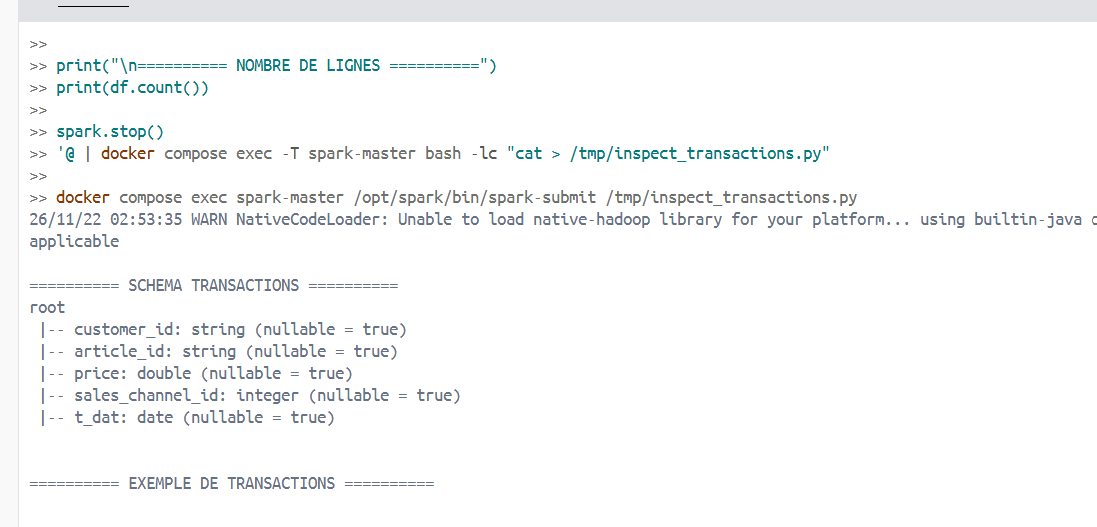 >>
>> print("\n========== NOMBRE DE LIGNES ==========")
>> print(df.count())
>>
>> spark.stop()
>> '@ | docker compose exec -T spark-master bash -lc "cat > /tmp/inspect_transactions.py"
>>
>> docker compose exec spark-master /opt/spark/bin/spark-submit /tmp/inspect_transactions.py
26/11/22 02:53:35 WARN NativeCodeLoader: Unable to load native-hadoop library for your platform... using builtin-java
applicable
========== SCHEMA TRANSACTIONS ==========
root
 |-- customer_id: string (nullable = true)
 |-- article_id: string (nullable = true)
 |-- price: double (nullable = true)
 |-- sales_channel_id: integer (nullable = true)
 |-- t_dat: date (nullable = true)
========== EXEMPLE DE TRANSACTIONS ==========